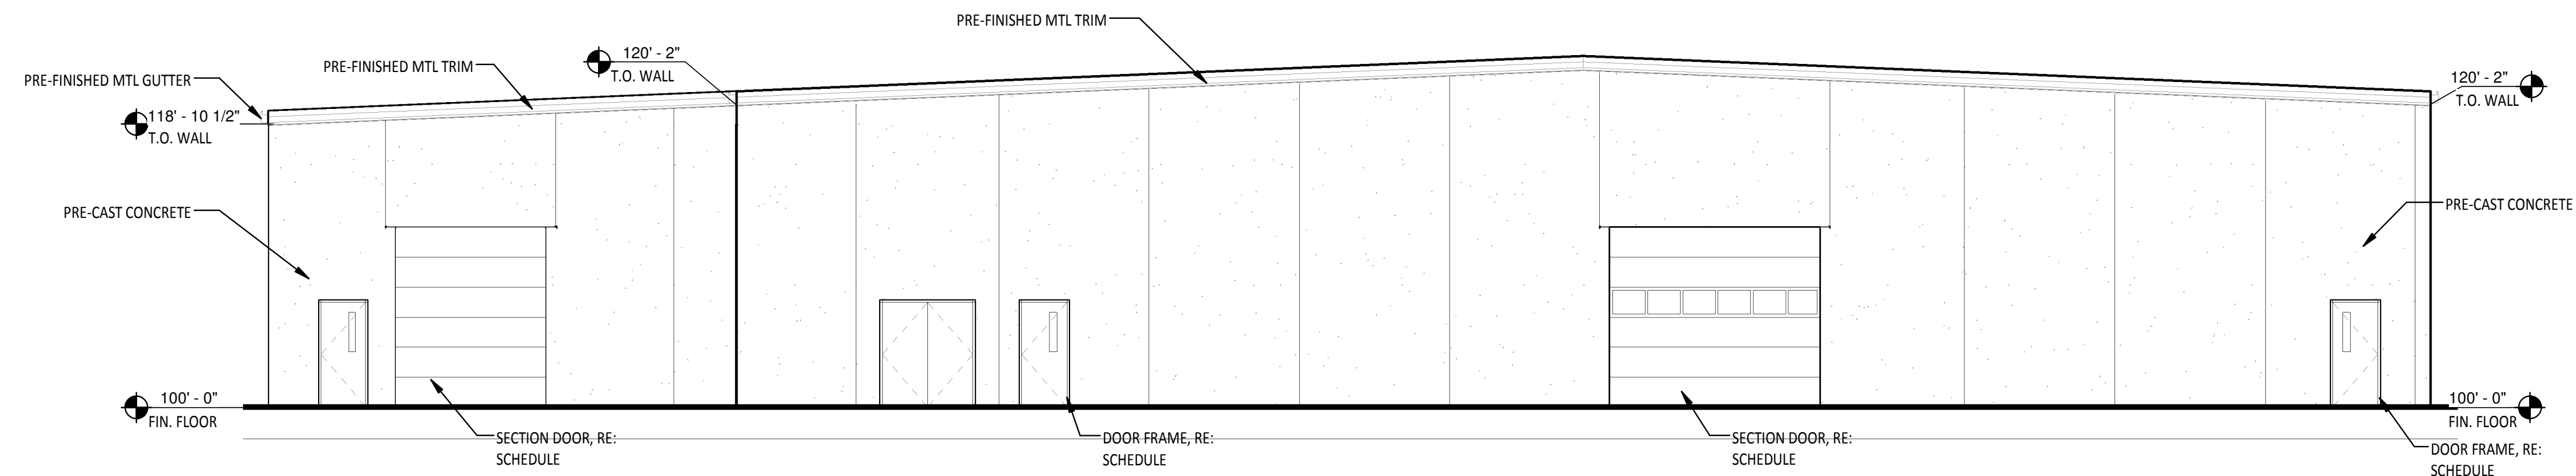 PRE-FINISHED MTL TRIM
120' - 2"
T.O. WALL
PRE-FINISHED MTL TRIM
PRE-FINISHED MTL GUTTER
120' - 2"
T.O. WALL
118' - 10 1/2"
T.O. WALL
PRE-CAST CONCRETE
PRE-CAST CONCRETE
100' - 0"
FIN. FLOOR
100' - 0"
FIN. FLOOR
SECTION DOOR, RE:
SCHEDULE
DOOR FRAME, RE:
SCHEDULE
SECTION DOOR, RE:
SCHEDULE
DOOR FRAME, RE:
SCHEDULE